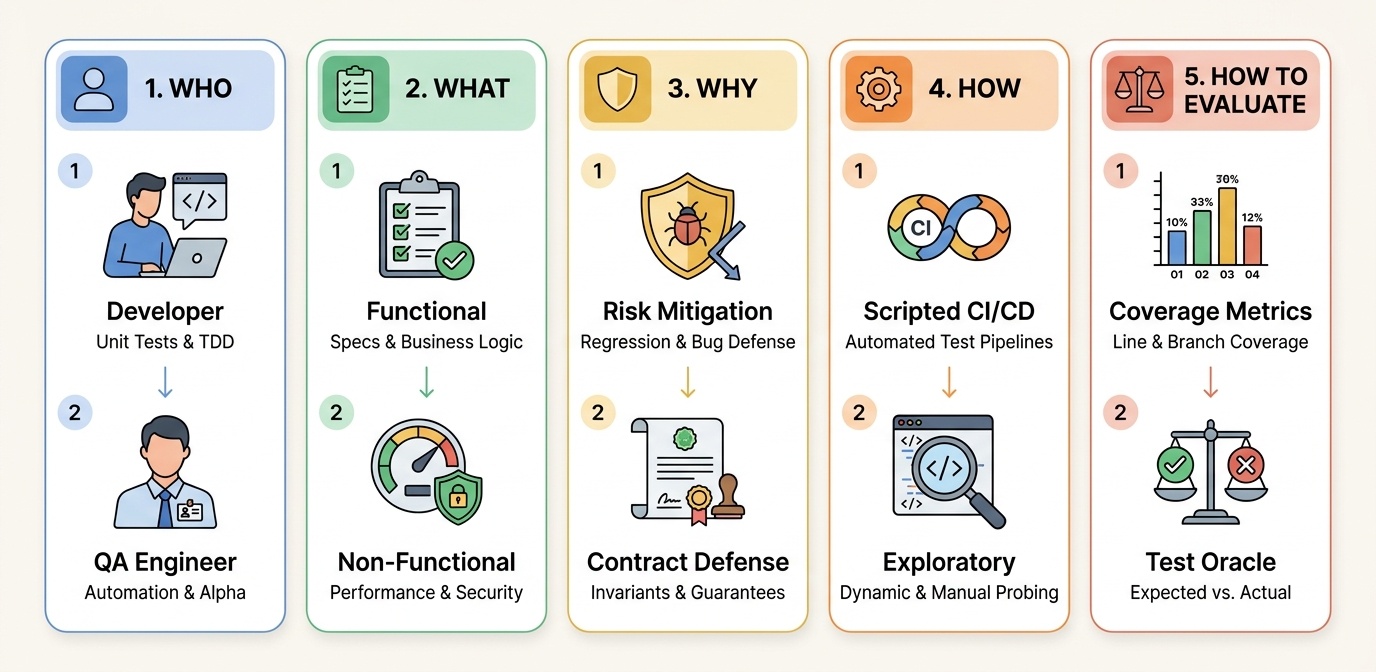 1. WHO
1
</>
Developer
Unit Tests & TDD
2
QA Engineer
Automation & Alpha
2. WHAT
1
Functional
Specs & Business Logic
2
Non-Functional
Performance & Security
3. WHY
1
Risk Mitigation
Regression & Bug Defense
2
Contract Defense
Invariants & Guarantees
4. HOW
1
CI
Scripted CI/CD
Automated Test Pipelines
2
</>
</>
</>
Exploratory
Dynamic & Manual Probing
5. HOW TO
EVALUATE
1
30%
33%
10%
12%
01 02 03 04
Coverage Metrics
Line & Branch Coverage
2
Test Oracle
Expected vs. Actual